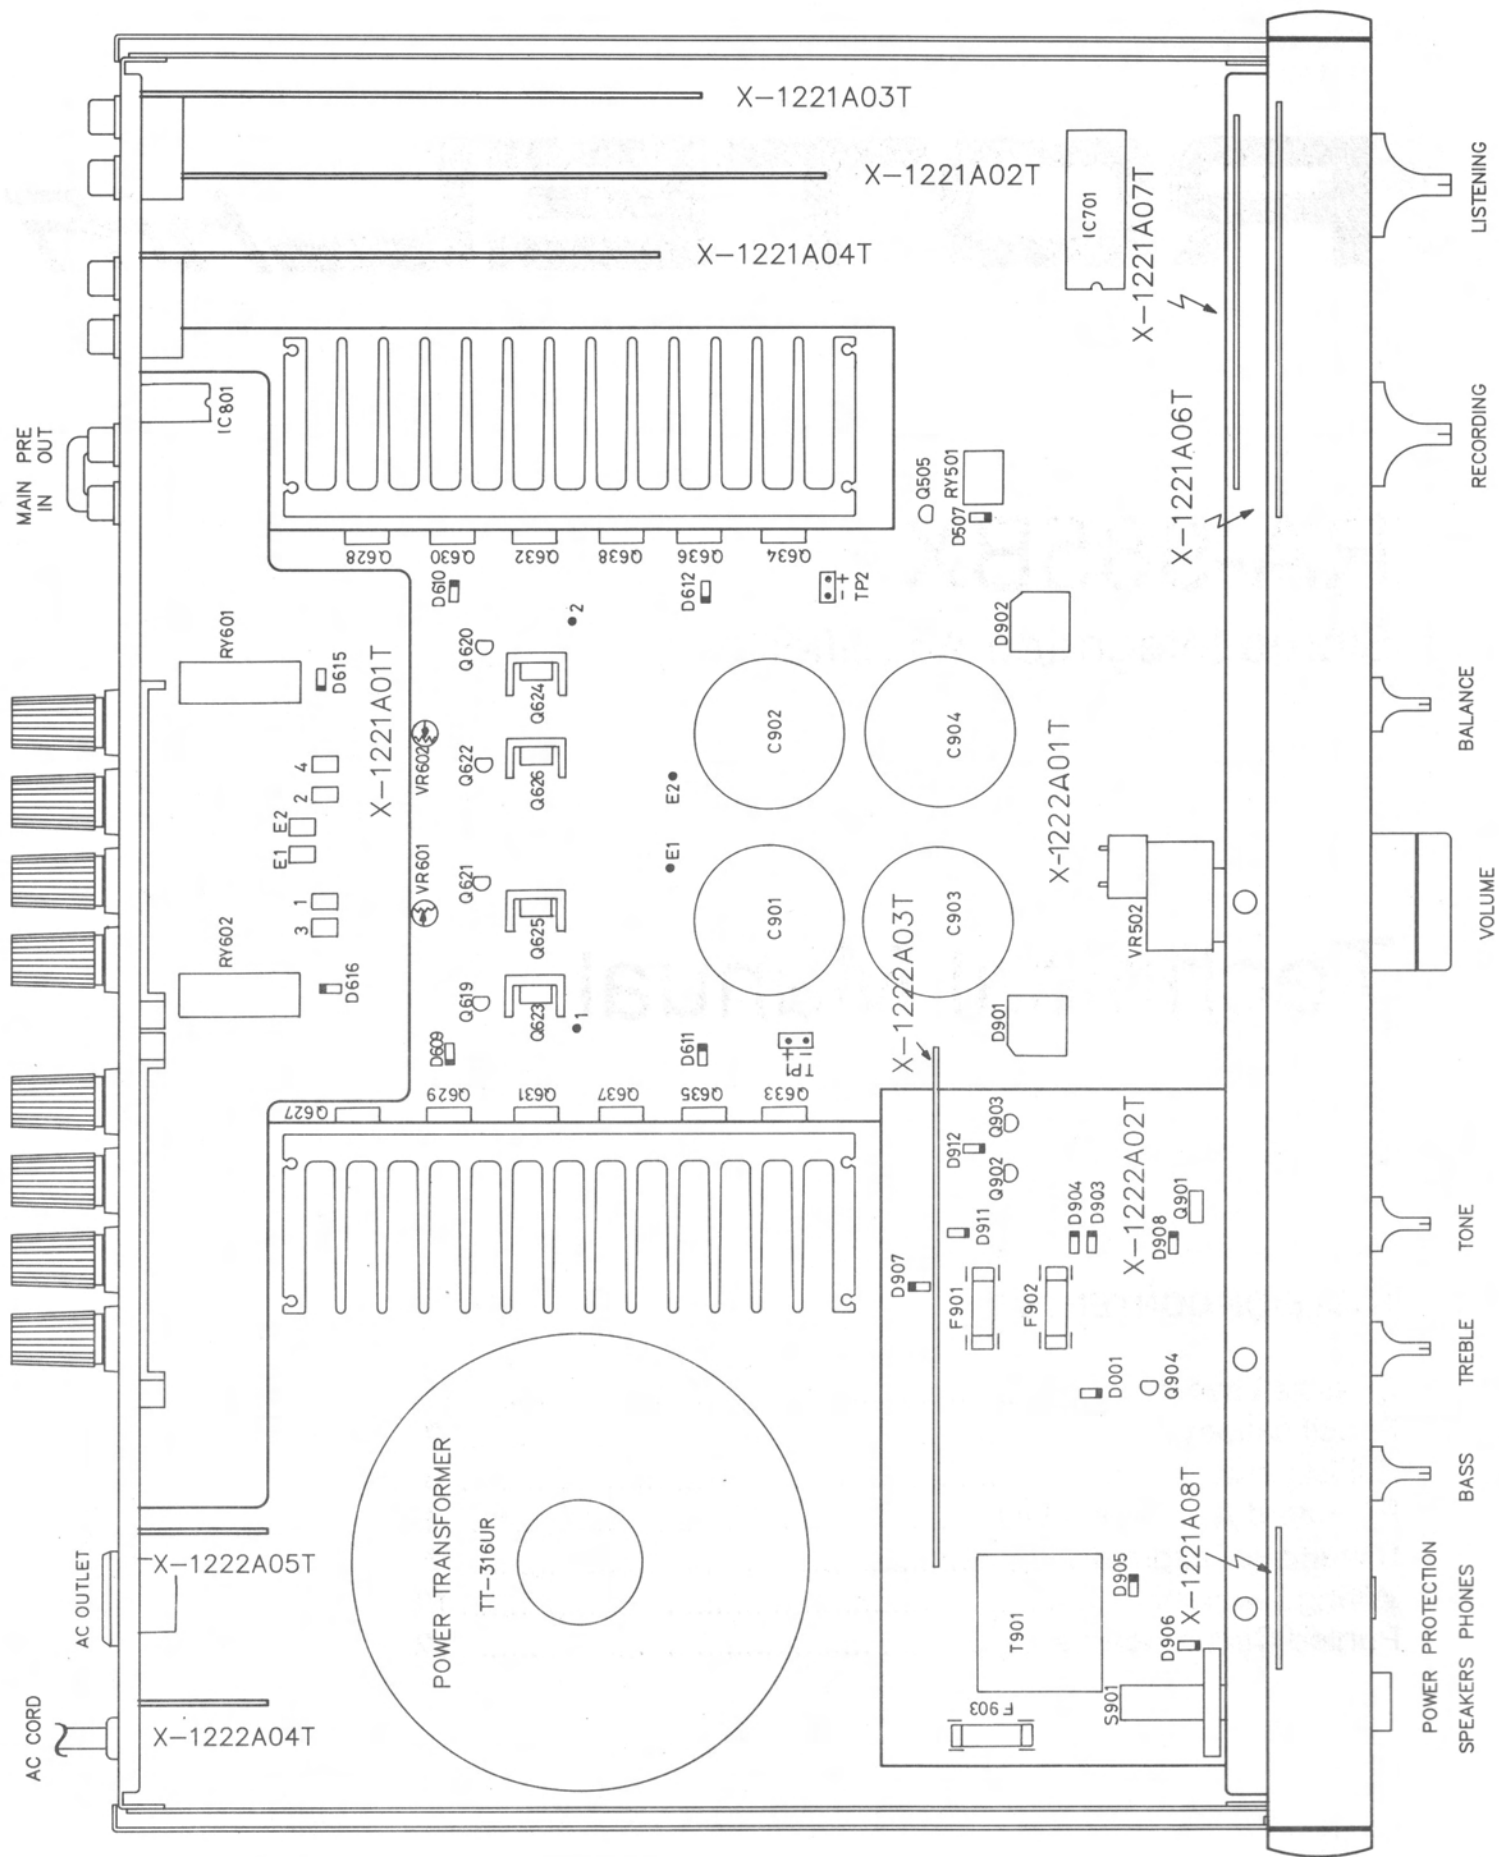 X-1221A03T
X-1221A02T
X-1221A04T
IC701
X-1221A07T
LISTENING
MAIN PRE
IN OUT
IC801
Q628
Q630
Q632
Q638
Q636
Q634
D610
D612
- +
TP2
Q505
RY501
D507
X-1221A06T
RECORDING
RY601
D615
X-1221A01T
VR602
Q620
Q624
2
D902
Q622
Q626
C902
C904
E2
4
2
E2
E1
1
3
BALANCE
X-1222A01T
VR601
Q621
Q625
E1
C901
C903
X-1222A03T
VR502
VOLUME
RY602
D616
Q619
Q623
1
D609
D611
TP1
+ -
D901
Q627
Q629
Q631
Q637
Q635
Q633
D912
Q903
Q902
D911
D904
D903
X-1222A02T
D908
Q901
TONE
D907
F901
F902
D001
Q904
TREBLE
BASS
AC OUTLET
X-1222A05T
POWER TRANSFORMER
TT-316UR
T901
D905
D906
X-1221A08T
S901
F903
AC CORD
X-1222A04T
POWER PROTECTION
SPEAKERS PHONES